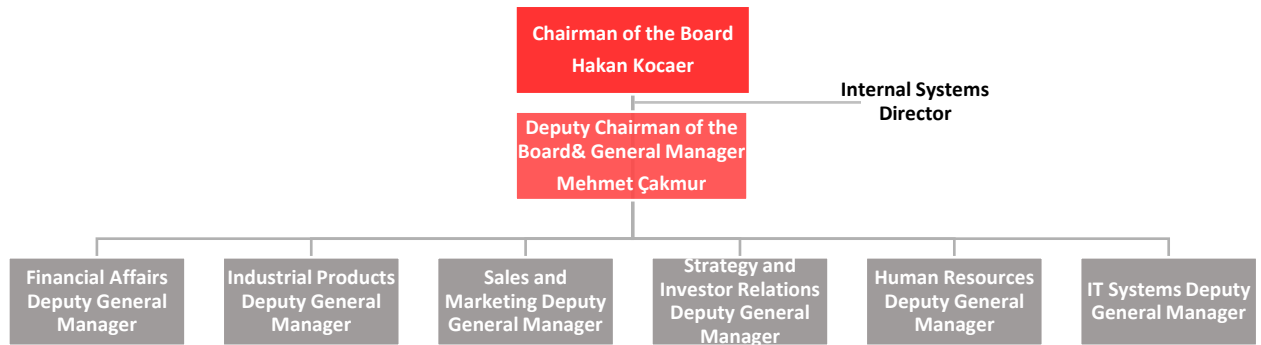 Chairman of the Board
Hakan Kocaer
Internal Systems
Director
Deputy Chairman of the
Board& General Manager
Mehmet Çakmur
Financial Affairs
Deputy General
Manager
Industrial Products
Deputy General
Manager
Sales and
Marketing Deputy
General Manager
Strategy and
Investor Relations
Deputy General
Manager
Human Resources
Deputy General
Manager
IT Systems Deputy
General Manager